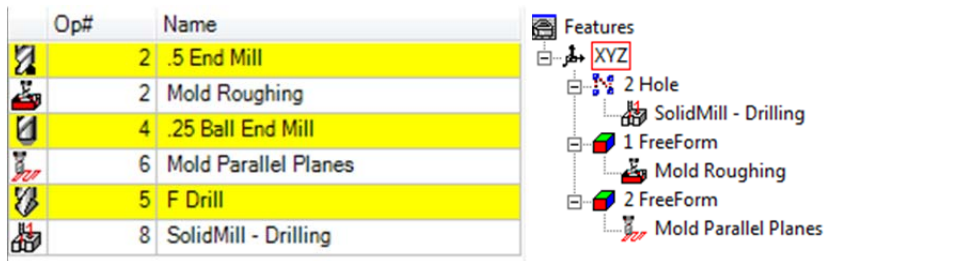 Op# Name
2 .5 End Mill
2 Mold Roughing
4 .25 Ball End Mill
6 Mold Parallel Planes
5 F Drill
8 SolidMill - Drilling
Features
XYZ
2 Hole
SolidMill - Drilling
1 FreeForm
Mold Roughing
2 FreeForm
Mold Parallel Planes